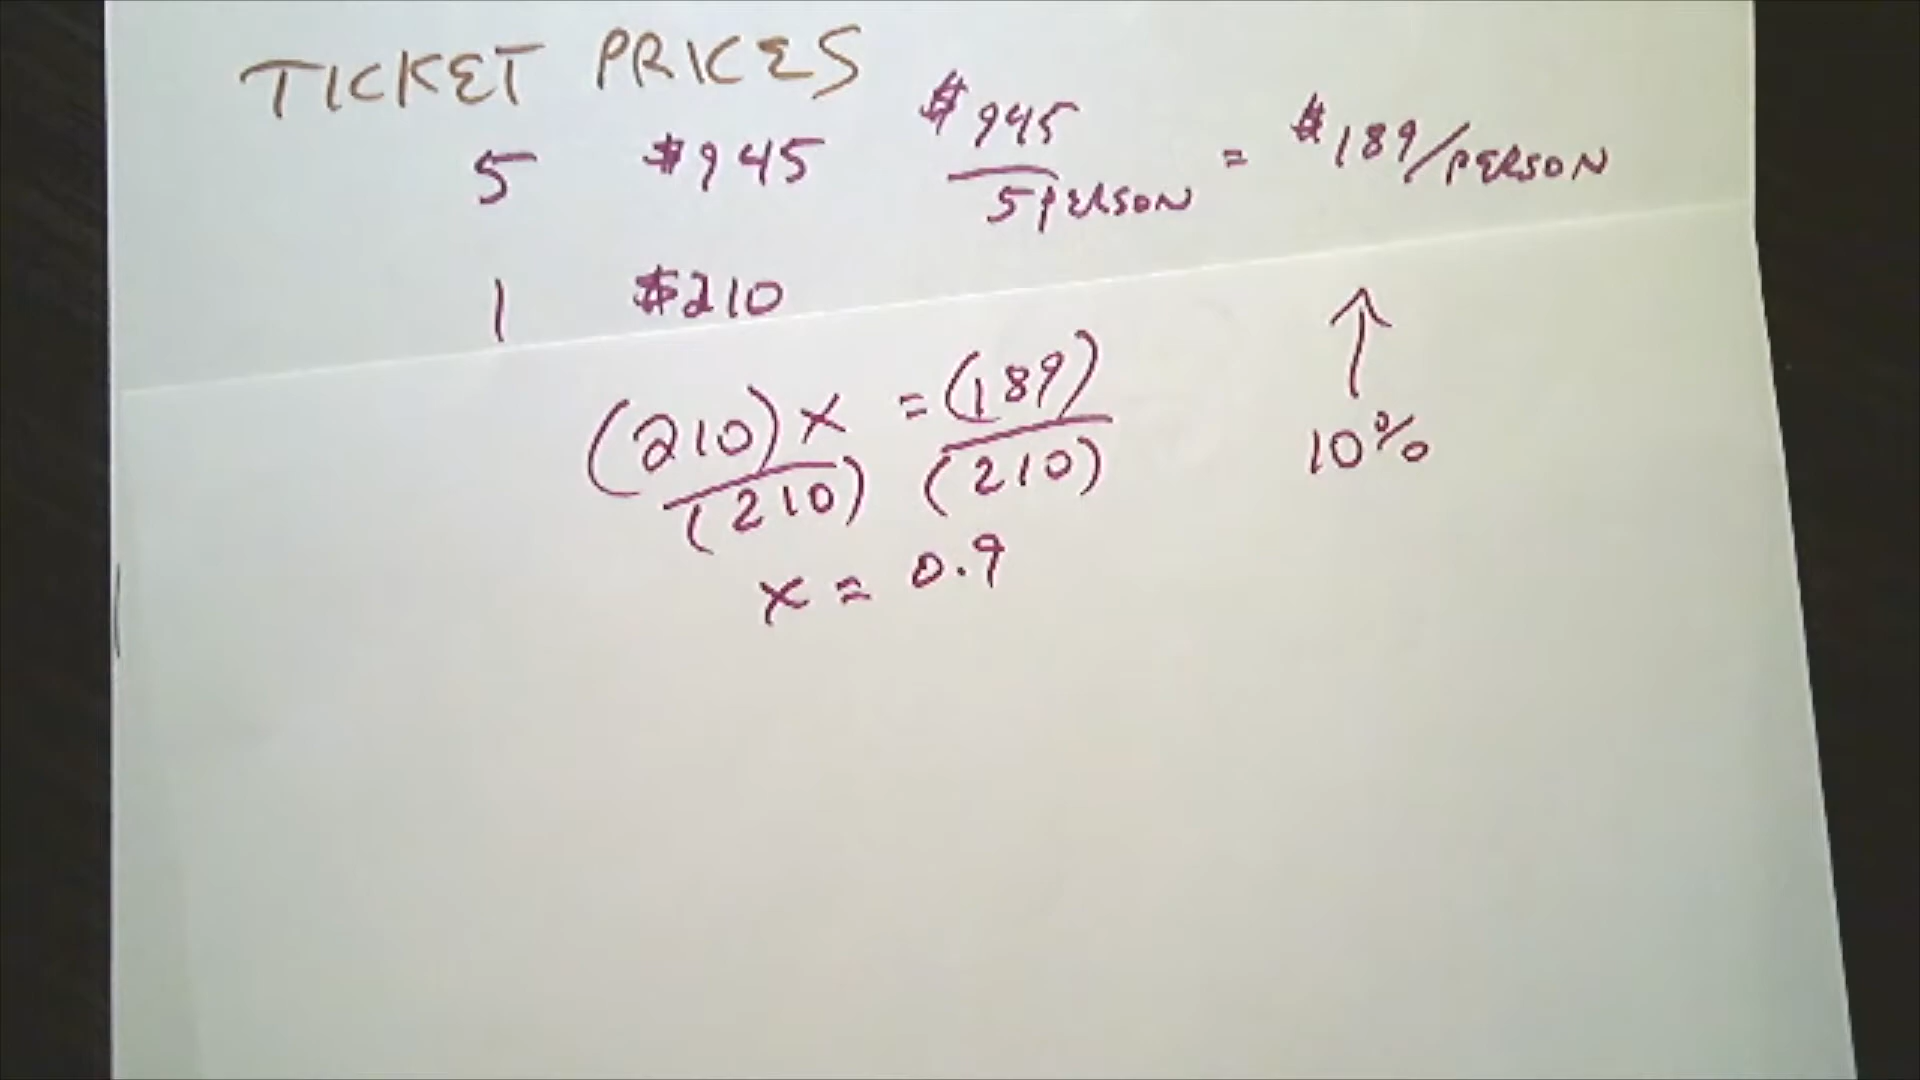 TICKET PRICES
5 $945 $945 / 5 PERSON = $189/PERSON
1 $210
↑
10%
(210)x = (189)
(210) (210)
x = 0.9